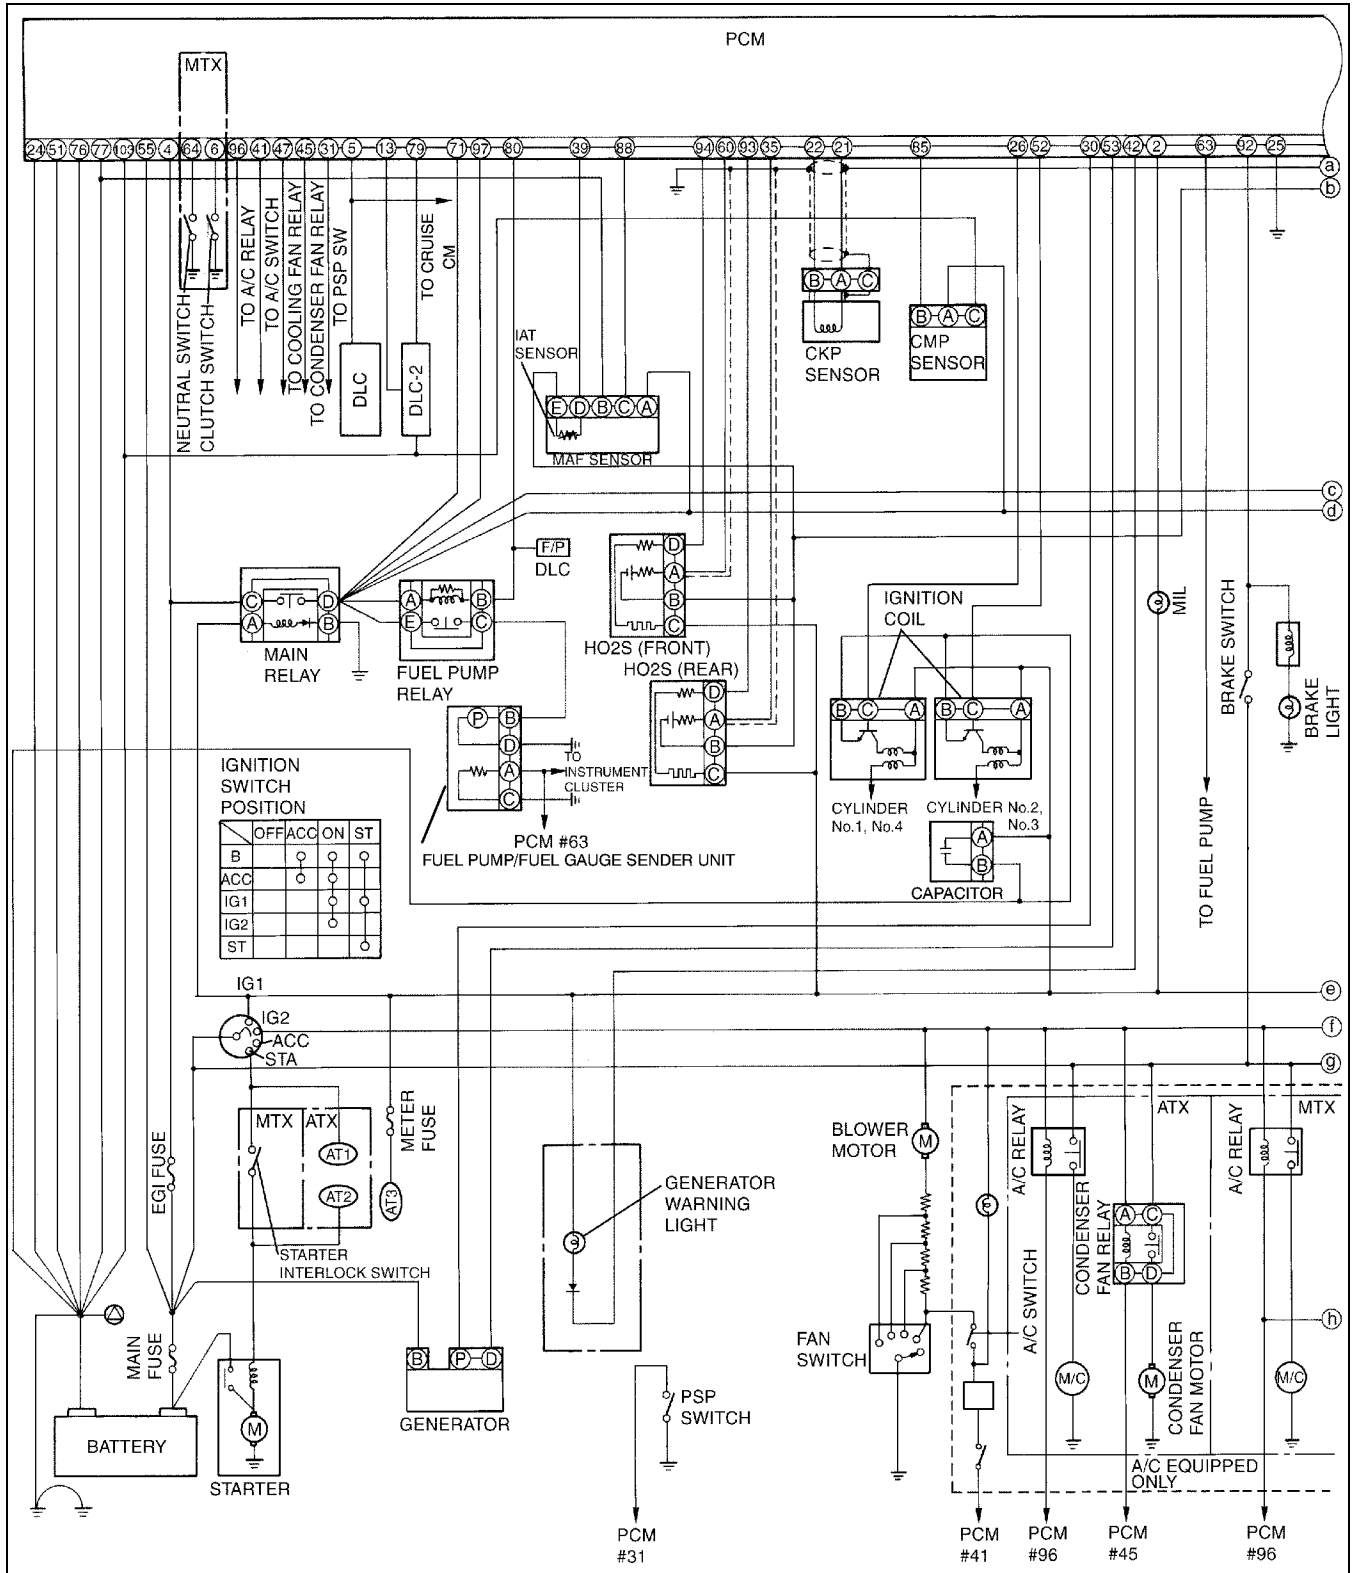 PCM
MTX
24 51 76 77 103 55 4 64 6 96 41 47 45 31 5 13 79 71 97 80 39 88 94 60 93 35 22 21 85 26 52 30 53 42 2 63 92 25
a
b
NEUTRAL SWITCH
CLUTCH SWITCH
TO A/C RELAY
TO A/C SWITCH
TO COOLING FAN RELAY
TO CONDENSER FAN RELAY
TO PSP SW
TO CRUISE
CM
DLC
DLC-2
IAT
SENSOR
E D B C A
MAF SENSOR
B A C
CKP
SENSOR
B A C
CMP
SENSOR
c
d
F/P
DLC
C D
A B
MAIN
RELAY
A B
E C
FUEL PUMP
RELAY
D
A
B
C
HO2S (FRONT)
HO2S (REAR)
D
A
B
C
IGNITION
COIL
B C A
B C A
CYLINDER
No.1, No.4
CYLINDER No.2,
No.3
A
B
CAPACITOR
MIL
TO FUEL PUMP
BRAKE SWITCH
BRAKE
LIGHT
P B
D
A
C
TO
INSTRUMENT
CLUSTER
PCM #63
FUEL PUMP/FUEL GAUGE SENDER UNIT
IGNITION
SWITCH
POSITION
OFF ACC ON ST
B
ACC
IG1
IG2
ST
IG1
IG2
ACC
STA
e
f
g
h
EGI FUSE
MTX ATX
AT1
AT2
AT3
METER
FUSE
STARTER
INTERLOCK SWITCH
MAIN
FUSE
BATTERY
M
STARTER
B P D
GENERATOR
GENERATOR
WARNING
LIGHT
PSP
SWITCH
PCM
#31
BLOWER
MOTOR
M
FAN
SWITCH
A/C SWITCH
A/C RELAY
ATX
CONDENSER
FAN RELAY
A C
B D
M/C
M
CONDENSER
FAN MOTOR
A/C RELAY
MTX
M/C
A/C EQUIPPED
ONLY
PCM
#41
PCM
#96
PCM
#45
PCM
#96